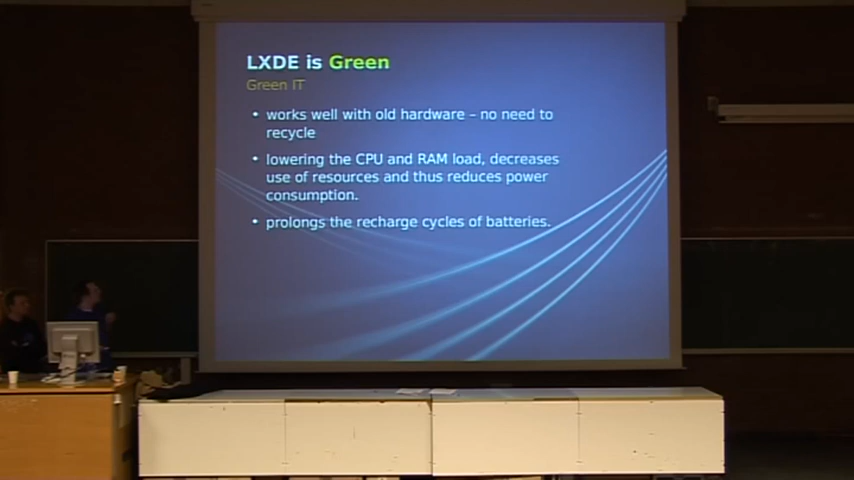 LXDE is Green
Green IT
• works well with old hardware – no need to
recycle
• lowering the CPU and RAM load, decreases
use of resources and thus reduces power
consumption.
• prolongs the recharge cycles of batteries.